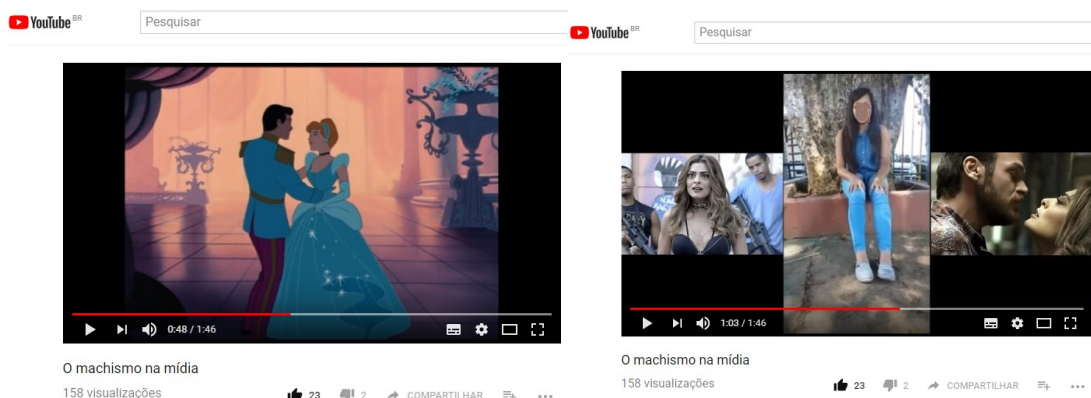 YouTube BR
Pesquisar
0:48 / 1:46
O machismo na mídia
158 visualizações
23
2
COMPARTILHAR
YouTube BR
Pesquisar
1:03 / 1:46
O machismo na mídia
158 visualizações
23
2
COMPARTILHAR